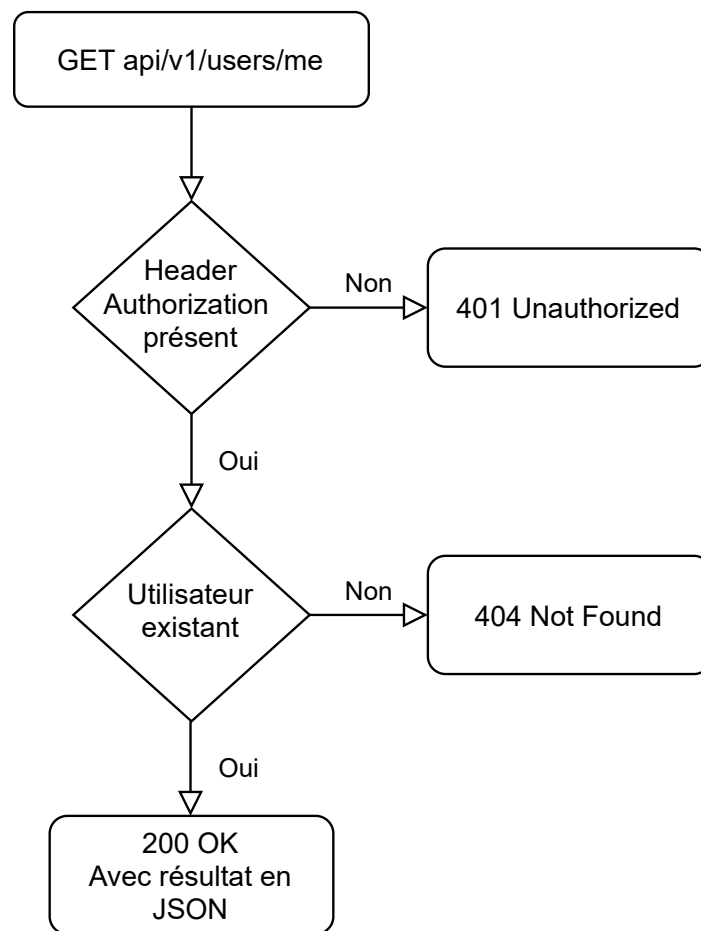 GET api/v1/users/me
Header
Authorization
présent
Non
401 Unauthorized
Oui
Utilisateur
existant
Non
404 Not Found
Oui
200 OK
Avec résultat en
JSON